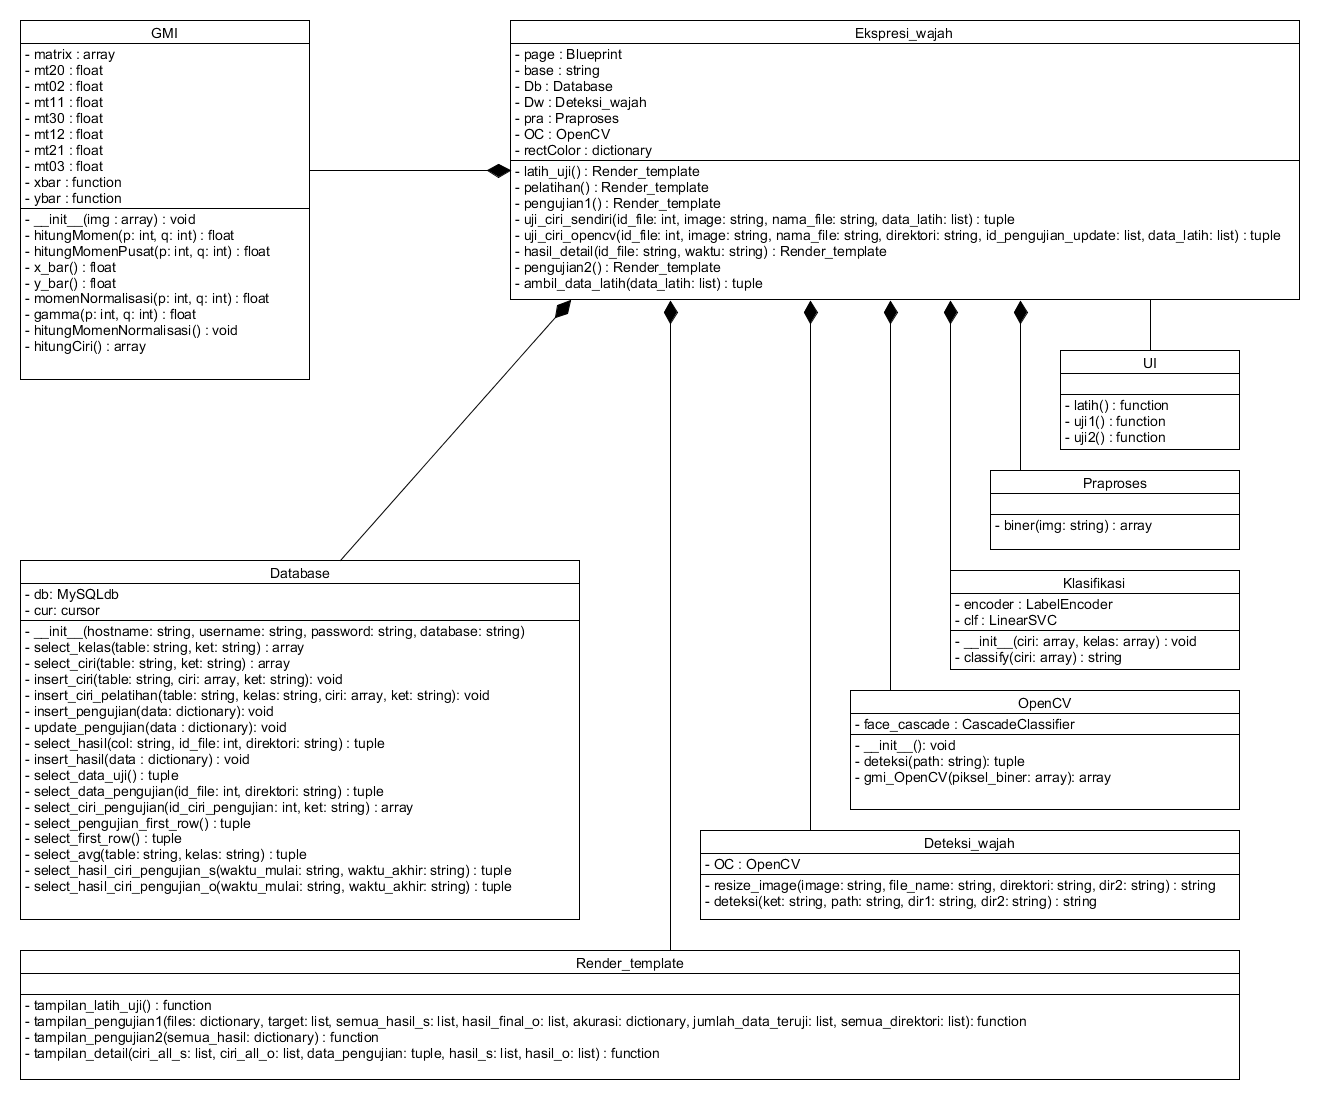 GMI
- matrix : array
- mt20 : float
- mt02 : float
- mt11 : float
- mt30 : float
- mt12 : float
- mt21 : float
- mt03 : float
- xbar : function
- ybar : function
- __init__(img : array) : void
- hitungMomen(p: int, q: int) : float
- hitungMomenPusat(p: int, q: int) : float
- x_bar() : float
- y_bar() : float
- momenNormalisasi(p: int, q: int) : float
- gamma(p: int, q: int) : float
- hitungMomenNormalisasi() : void
- hitungCiri() : array
Ekspresi_wajah
- page : Blueprint
- base : string
- Db : Database
- Dw : Deteksi_wajah
- pra : Praproses
- OC : OpenCV
- rectColor : dictionary
- latih_uji() : Render_template
- pelatihan() : Render_template
- pengujian1() : Render_template
- uji_ciri_sendiri(id_file: int, image: string, nama_file: string, data_latih: list) : tuple
- uji_ciri_opencv(id_file: int, image: string, nama_file: string, direktori: string, id_pengujian_update: list, data_latih: list) : tuple
- hasil_detail(id_file: string, waktu: string) : Render_template
- pengujian2() : Render_template
- ambil_data_latih(data_latih: list) : tuple
UI
- latih() : function
- uji1() : function
- uji2() : function
Praproses
- biner(img: string) : array
Klasifikasi
- encoder : LabelEncoder
- clf : LinearSVC
- __init__(ciri: array, kelas: array) : void
- classify(ciri: array) : string
OpenCV
- face_cascade : CascadeClassifier
- __init__(): void
- deteksi(path: string): tuple
- gmi_OpenCV(piksel_biner: array): array
Deteksi_wajah
- OC : OpenCV
- resize_image(image: string, file_name: string, direktori: string, dir2: string) : string
- deteksi(ket: string, path: string, dir1: string, dir2: string) : string
Database
- db: MySQLdb
- cur: cursor
- __init__(hostname: string, username: string, password: string, database: string)
- select_kelas(table: string, ket: string) : array
- select_ciri(table: string, ket: string) : array
- insert_ciri(table: string, ciri: array, ket: string): void
- insert_ciri_pelatihan(table: string, kelas: string, ciri: array, ket: string): void
- insert_pengujian(data: dictionary): void
- update_pengujian(data : dictionary): void
- select_hasil(col: string, id_file: int, direktori: string) : tuple
- insert_hasil(data : dictionary) : void
- select_data_uji() : tuple
- select_data_pengujian(id_file: int, direktori: string) : tuple
- select_ciri_pengujian(id_ciri_pengujian: int, ket: string) : array
- select_pengujian_first_row() : tuple
- select_first_row() : tuple
- select_avg(table: string, kelas: string) : tuple
- select_hasil_ciri_pengujian_s(waktu_mulai: string, waktu_akhir: string) : tuple
- select_hasil_ciri_pengujian_o(waktu_mulai: string, waktu_akhir: string) : tuple
Render_template
- tampilan_latih_uji() : function
- tampilan_pengujian1(files: dictionary, target: list, semua_hasil_s: list, hasil_final_o: list, akurasi: dictionary, jumlah_data_teruji: list, semua_direktori: list): function
- tampilan_pengujian2(semua_hasil: dictionary) : function
- tampilan_detail(ciri_all_s: list, ciri_all_o: list, data_pengujian: tuple, hasil_s: list, hasil_o: list) : function